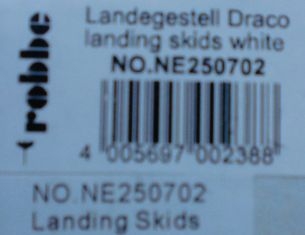 robbe
Landegestell Draco
landing skids white
NO.NE250702
4 005697 002388
NO.NE250702
Landing Skids